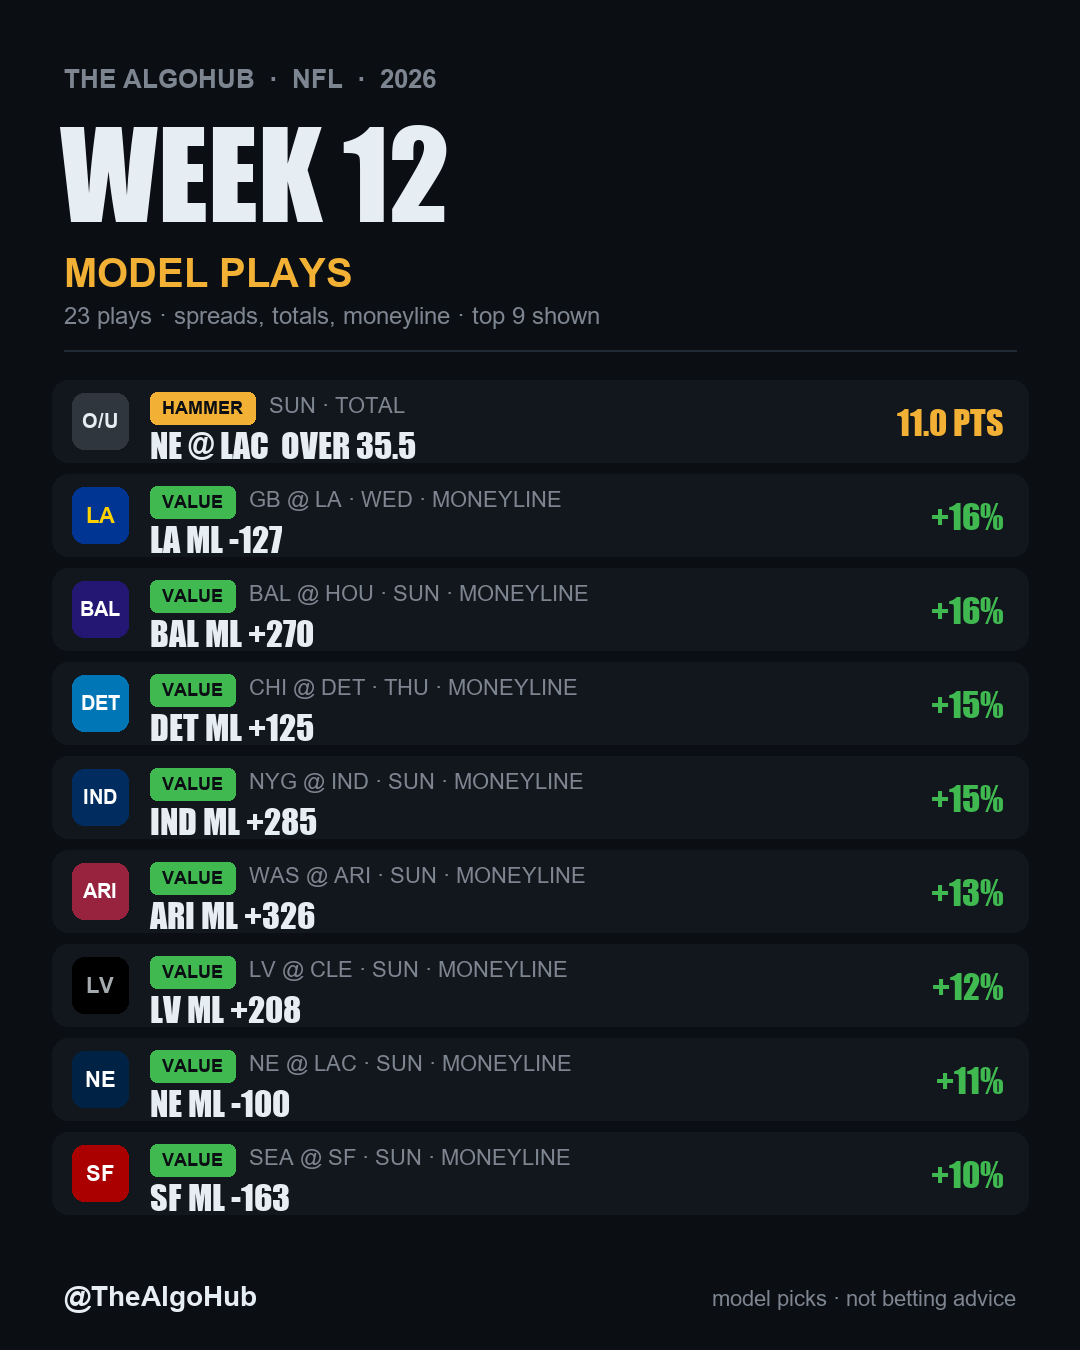 THE ALGOHUB · NFL · 2026
WEEK 12
MODEL PLAYS
23 plays · spreads, totals, moneyline · top 9 shown
O/U
HAMMER SUN · TOTAL
NE @ LAC OVER 35.5
11.0 PTS
LA
VALUE GB @ LA · WED · MONEYLINE
LA ML -127
+16%
BAL
VALUE BAL @ HOU · SUN · MONEYLINE
BAL ML +270
+16%
DET
VALUE CHI @ DET · THU · MONEYLINE
DET ML +125
+15%
IND
VALUE NYG @ IND · SUN · MONEYLINE
IND ML +285
+15%
ARI
VALUE WAS @ ARI · SUN · MONEYLINE
ARI ML +326
+13%
LV
VALUE LV @ CLE · SUN · MONEYLINE
LV ML +208
+12%
NE
VALUE NE @ LAC · SUN · MONEYLINE
NE ML -100
+11%
SF
VALUE SEA @ SF · SUN · MONEYLINE
SF ML -163
+10%
@TheAlgoHub
model picks · not betting advice